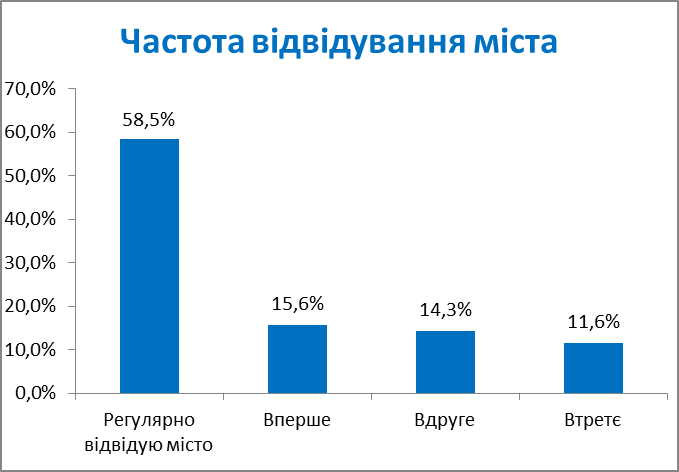 Частота відвідування міста
70,0%
60,0%
50,0%
40,0%
30,0%
20,0%
10,0%
0,0%
58,5%
15,6%
14,3%
11,6%
Регулярно
відвідую місто
Вперше
Вдруге
Втретє